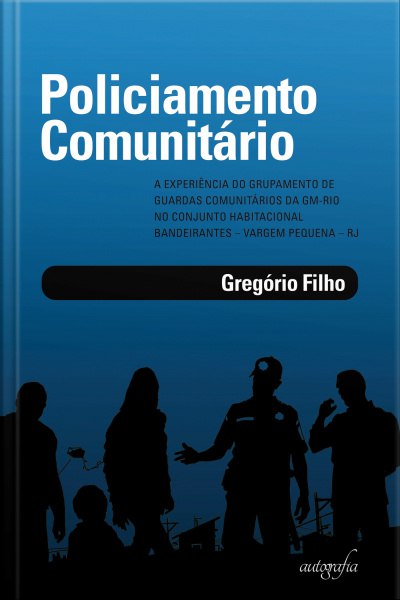 Policiamento
Comunitário
A EXPERIÊNCIA DO GRUPAMENTO DE
GUARDAS COMUNITÁRIOS DA GM-RIO
NO CONJUNTO HABITACIONAL
BANDEIRANTES – VARGEM PEQUENA – RJ
Gregório Filho
autografia